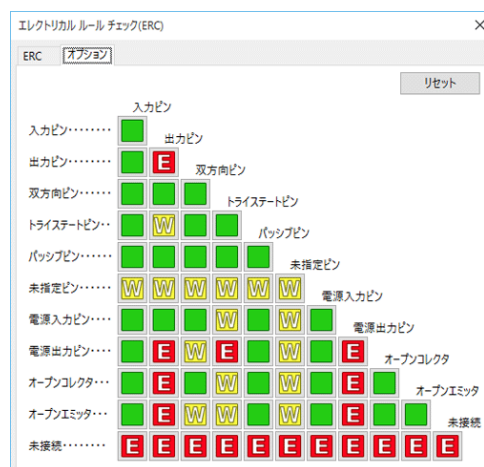 エレクトリカル ルール チェック(ERC)
ERC オプション
リセット
入力ピン
入力ピン········
出力ピン
出力ピン········ E
双方向ピン
双方向ピン······
トライステートピン
トライステートピン·· W
パッシブピン
パッシブピン······
未指定ピン
未指定ピン······ W W W W W W
電源入力ピン
電源入力ピン···· W W
電源出力ピン
電源出力ピン···· E W E W E
オープンコレクタ
オープンコレクタ··· E W W E
オープンエミッタ
オープンエミッタ··· E W W W E
未接続
未接続········ E E E E E E E E E E E